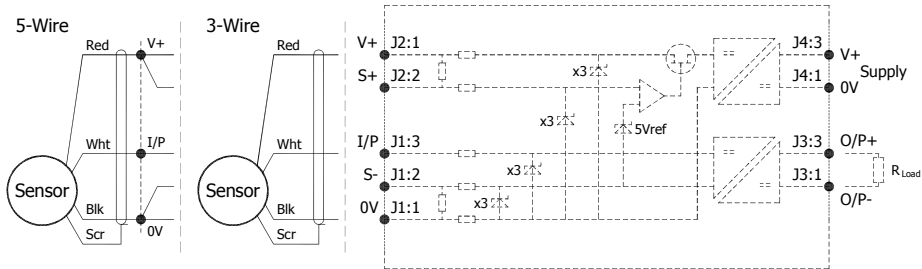 5-Wire
Red
V+
Wht
I/P
Sensor
Blk
0V
Scr
3-Wire
Red
Wht
Sensor
Blk
Scr
V+ J2:1
S+ J2:2
I/P J1:3
S- J1:2
0V J1:1
x3
x3
x3
x3
5Vref
J4:3 V+
Supply
J4:1 0V
J3:3 O/P+
R Load
J3:1
O/P-